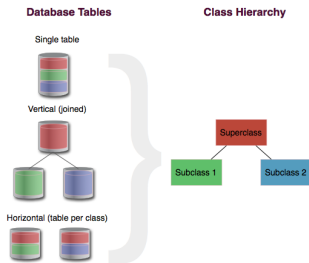 Database Tables
Class Hierarchy
Single table
Vertical (joined)
Superclass
Subclass 1
Subclass 2
Horizontal (table per class)